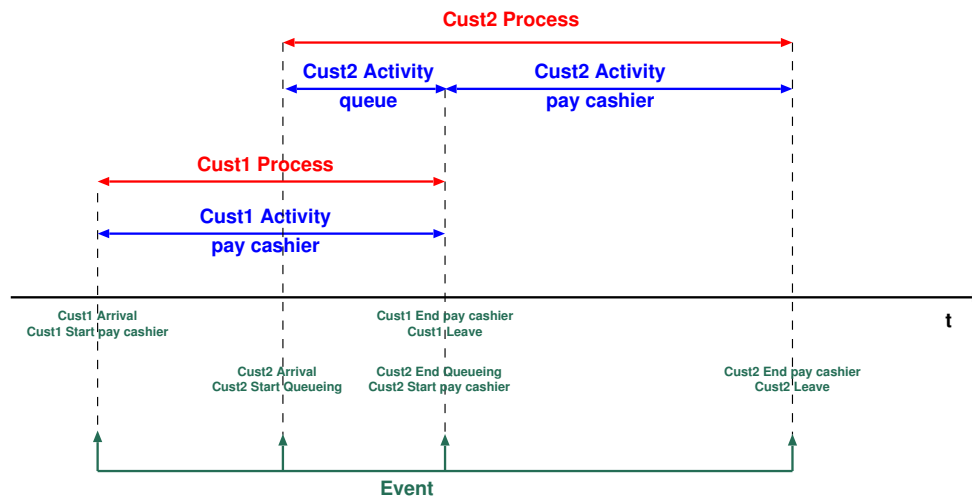 Cust2 Process
Cust2 Activity
queue
Cust2 Activity
pay cashier
Cust1 Process
Cust1 Activity
pay cashier
t
Cust1 Arrival
Cust1 Start pay cashier
Cust1 End pay cashier
Cust1 Leave
Cust2 Arrival
Cust2 Start Queueing
Cust2 End Queueing
Cust2 Start pay cashier
Cust2 End pay cashier
Cust2 Leave
Event